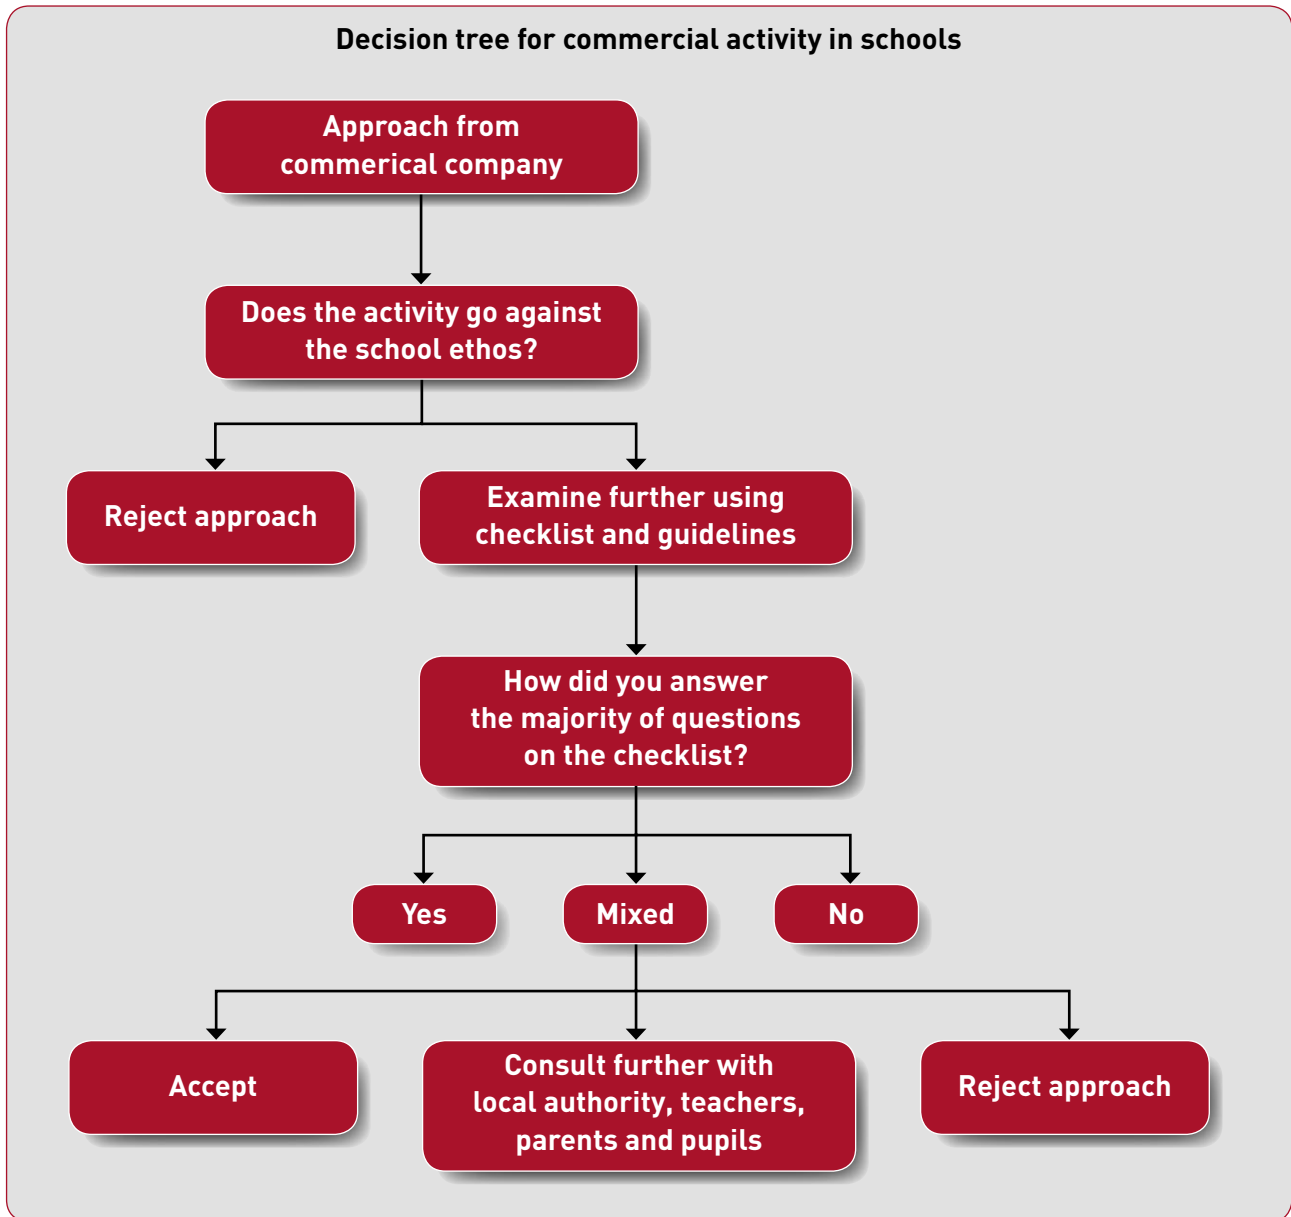 Decision tree for commercial activity in schools
Approach from
commerical company
Does the activity go against
the school ethos?
Reject approach
Examine further using
checklist and guidelines
How did you answer
the majority of questions
on the checklist?
Yes
Mixed
No
Accept
Consult further with
local authority, teachers,
parents and pupils
Reject approach